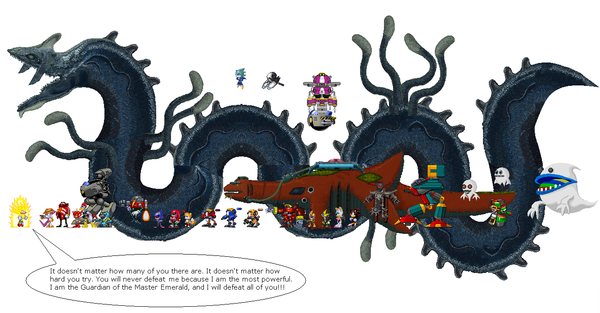 It doesn't matter how many of you there are. It doesn't matter how
hard you try. You will never defeat me because I am the most powerful.
I am the Guardian of the Master Emerald, and I will defeat all of you!!!